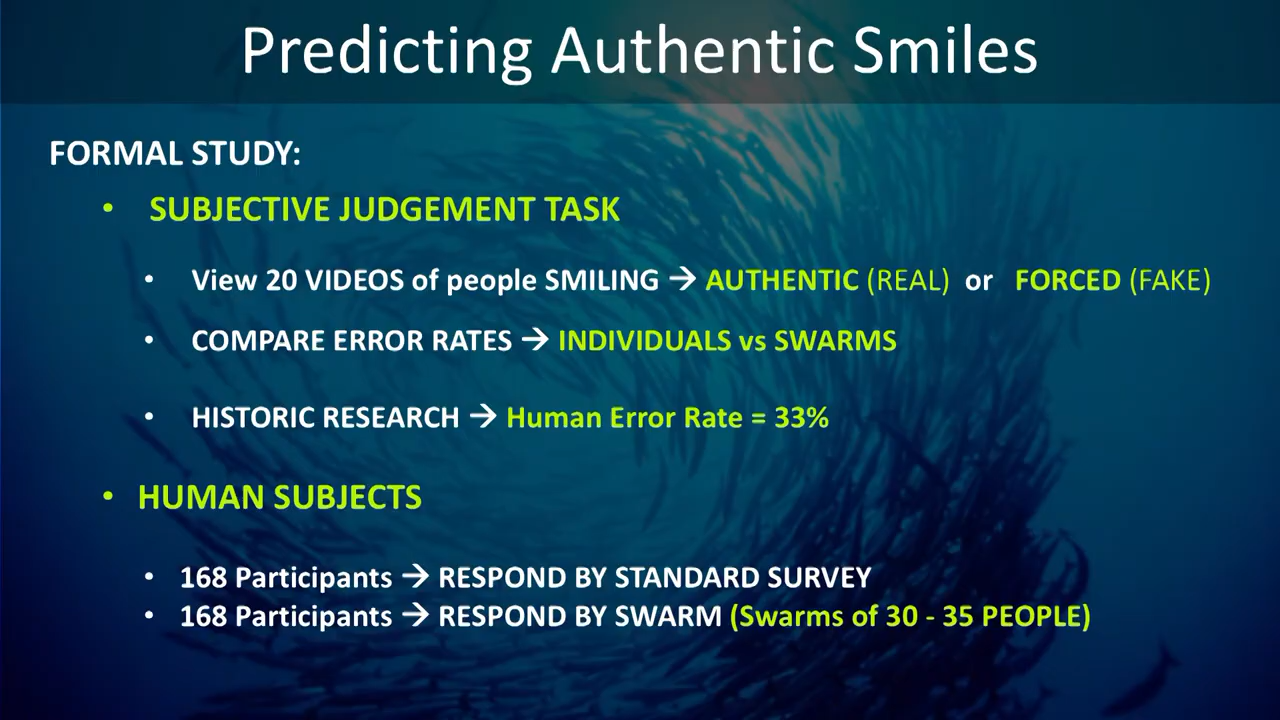 Predicting Authentic Smiles
FORMAL STUDY:
• SUBJECTIVE JUDGEMENT TASK
• View 20 VIDEOS of people SMILING → AUTHENTIC (REAL) or FORCED (FAKE)
• COMPARE ERROR RATES → INDIVIDUALS vs SWARMS
• HISTORIC RESEARCH → Human Error Rate = 33%
• HUMAN SUBJECTS
• 168 Participants → RESPOND BY STANDARD SURVEY
• 168 Participants → RESPOND BY SWARM (Swarms of 30 - 35 PEOPLE)